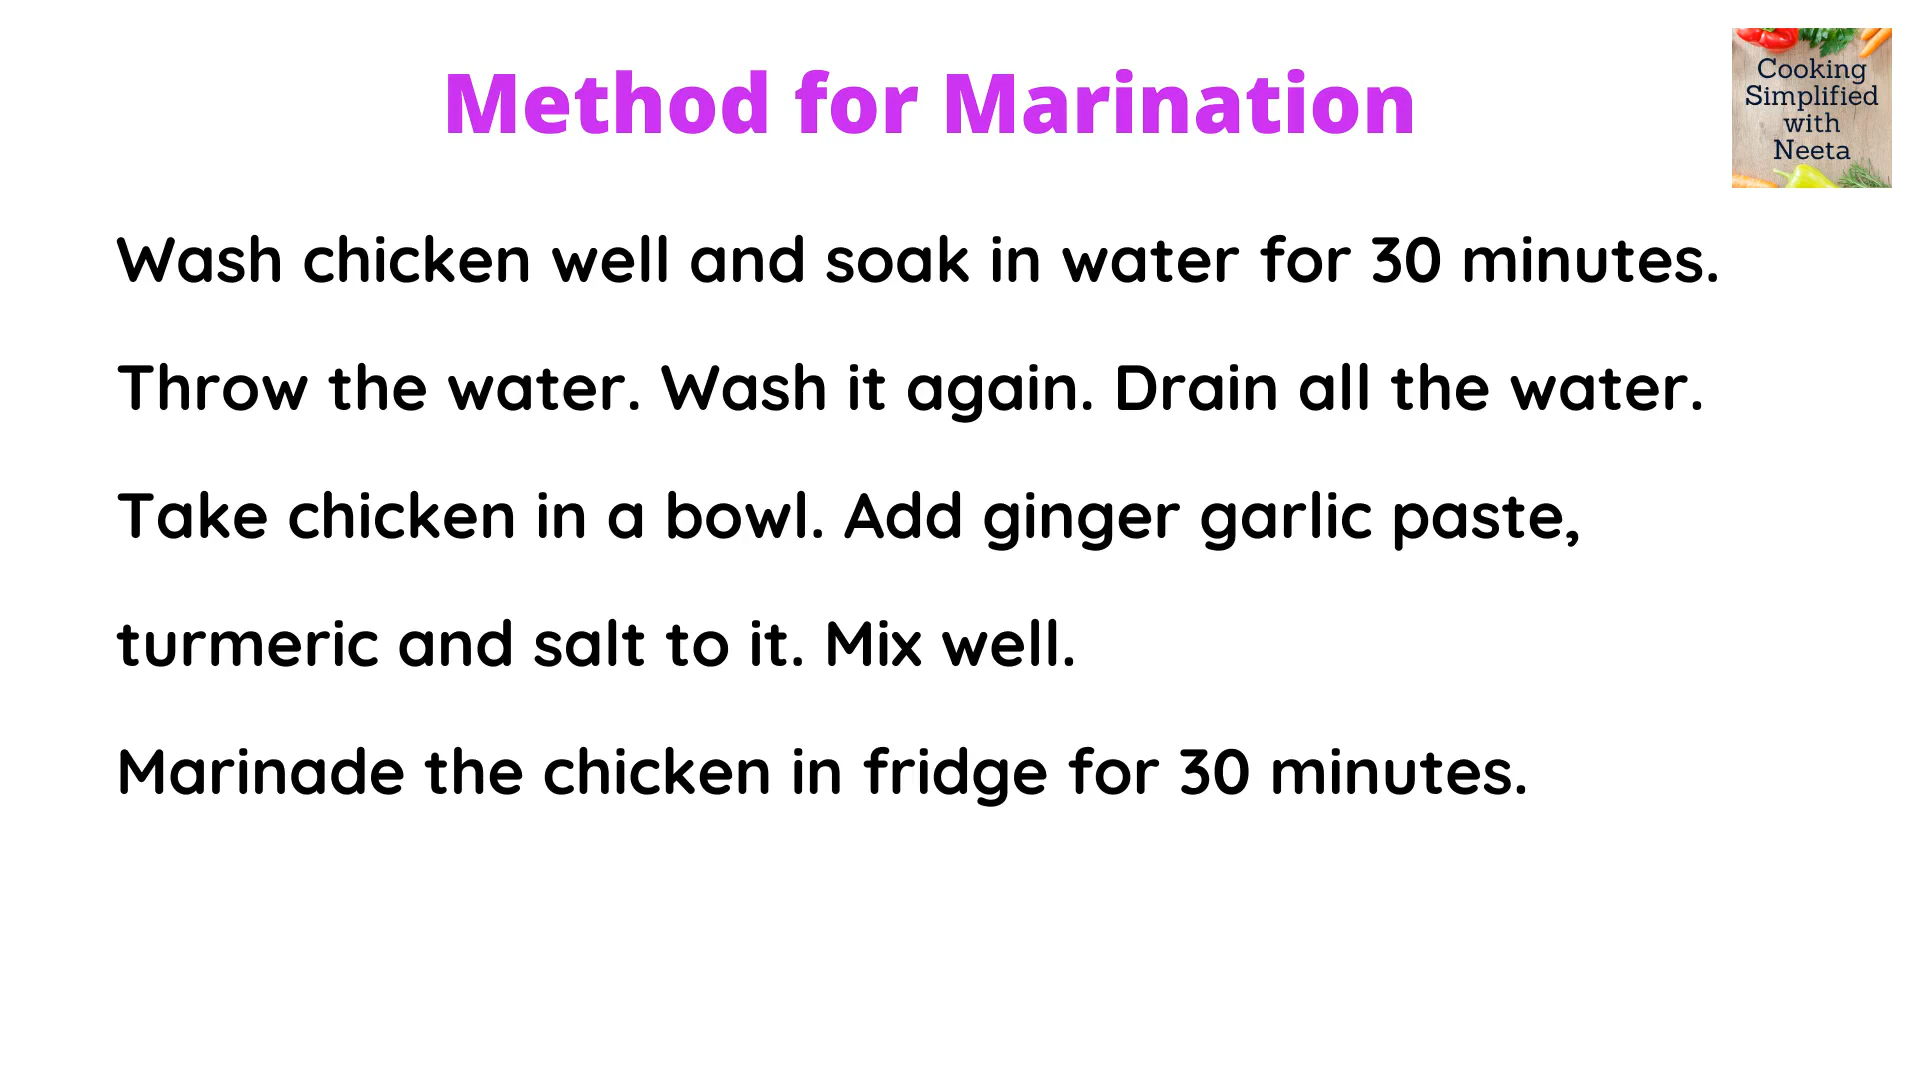 Method for Marination
Cooking
Simplified
with
Neeta
Wash chicken well and soak in water for 30 minutes.
Throw the water. Wash it again. Drain all the water.
Take chicken in a bowl. Add ginger garlic paste,
turmeric and salt to it. Mix well.
Marinade the chicken in fridge for 30 minutes.